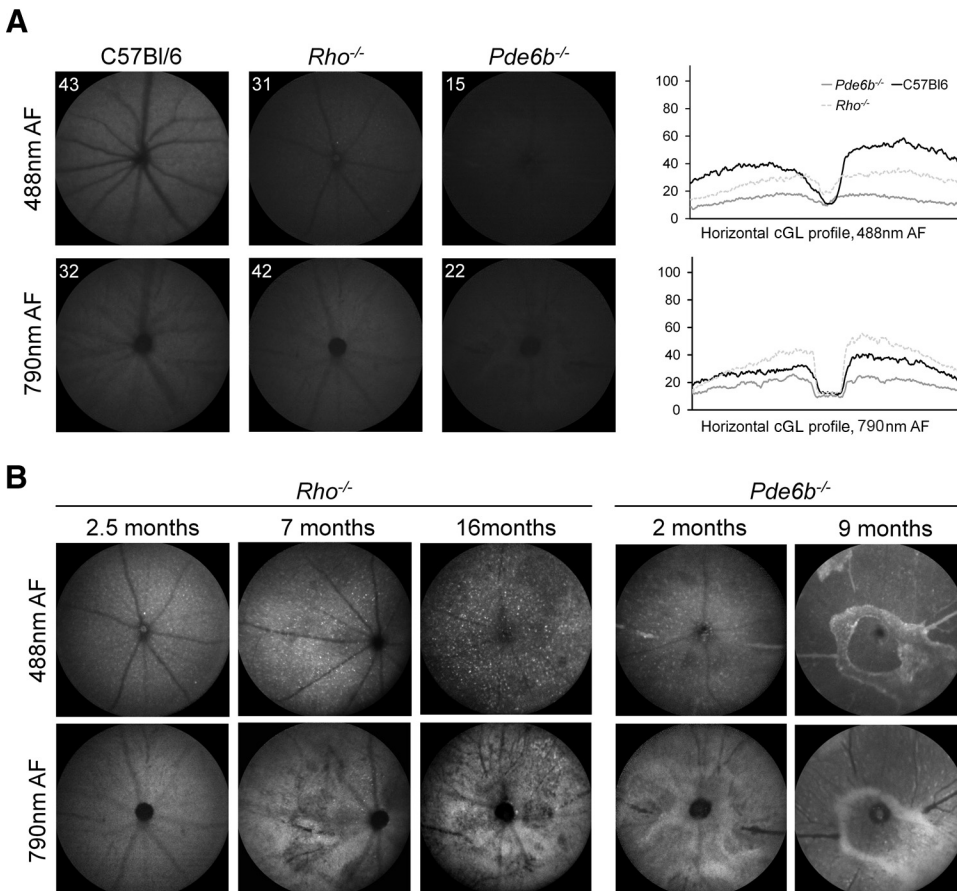 A
C57Bl/6 Rho-/- Pde6b-/-
488nm AF
43 31 15
790nm AF
32 42 22
100
80
60
40
20
0
Pde6b-/- C57Bl6
Rho-/-
Horizontal cGL profile, 488nm AF
100
80
60
40
20
0
Horizontal cGL profile, 790nm AF
B
Rho-/- Pde6b-/-
2.5 months 7 months 16months 2 months 9 months
488nm AF
790nm AF